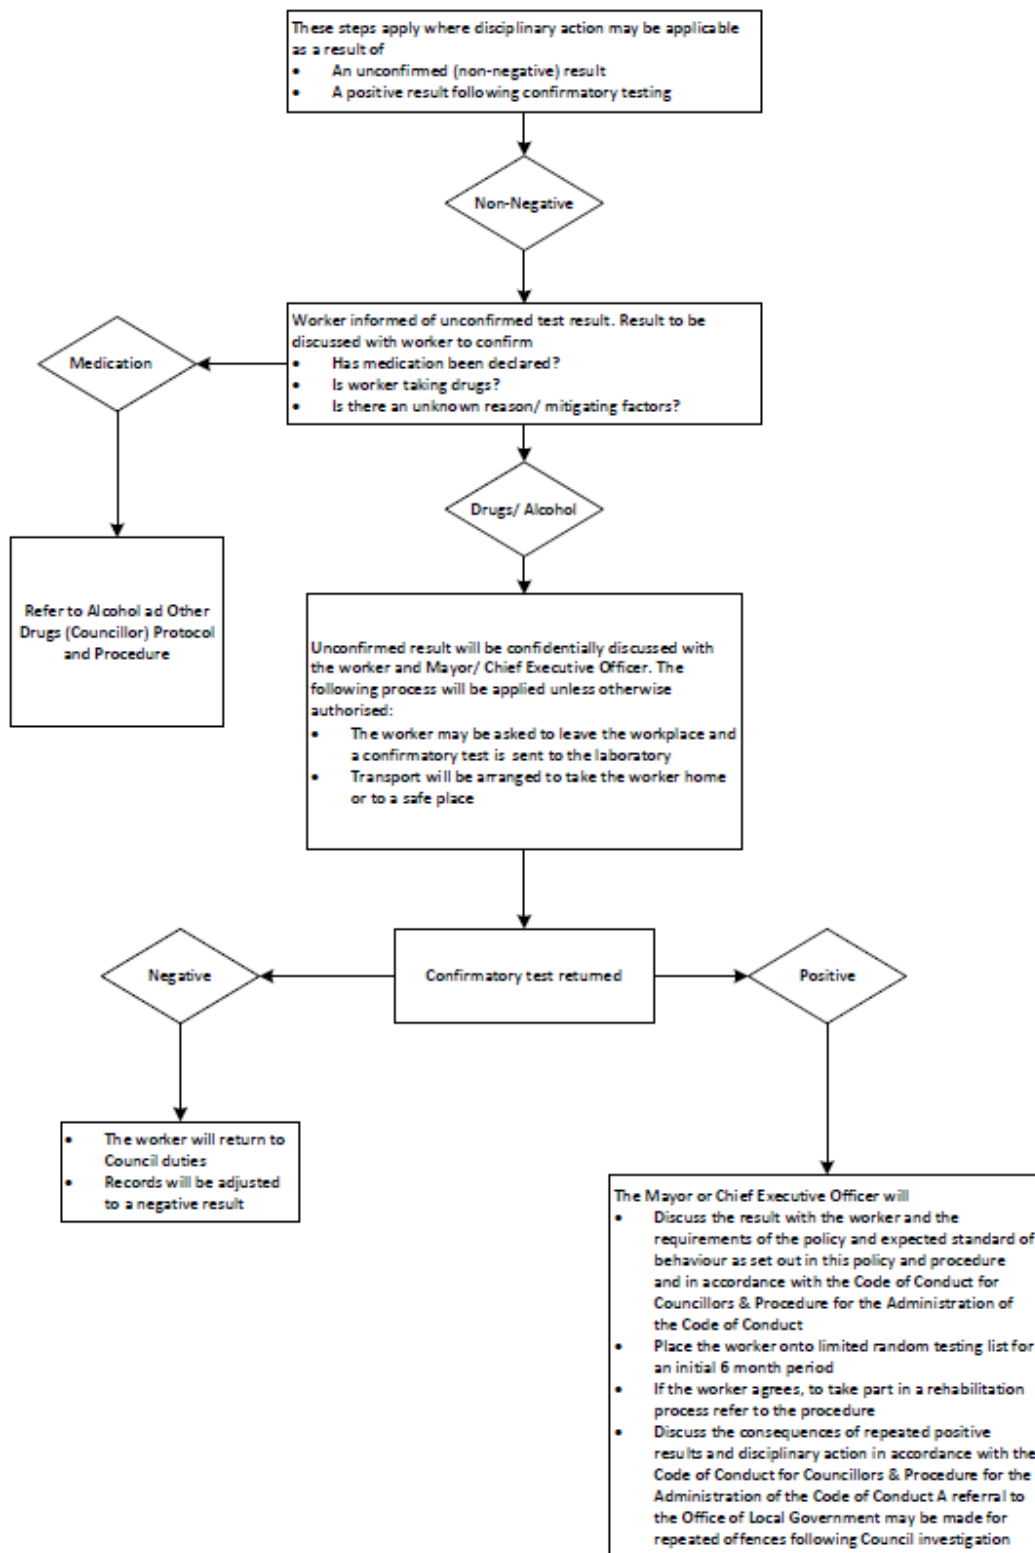 These steps apply where disciplinary action may be applicable
as a result of
• An unconfirmed (non-negative) result
• A positive result following confirmatory testing
Non-Negative
Worker informed of unconfirmed test result. Result to be
discussed with worker to confirm
• Has medication been declared?
• Is worker taking drugs?
• Is there an unknown reason/ mitigating factors?
Medication
Drugs/ Alcohol
Refer to Alcohol ad Other
Drugs (Councillor) Protocol
and Procedure
Unconfirmed result will be confidentially discussed with
the worker and Mayor/ Chief Executive Officer. The
following process will be applied unless otherwise
authorised:
• The worker may be asked to leave the workplace and
a confirmatory test is sent to the laboratory
• Transport will be arranged to take the worker home
or to a safe place
Negative
Confirmatory test returned
Positive
• The worker will return to
Council duties
• Records will be adjusted
to a negative result
The Mayor or Chief Executive Officer will
• Discuss the result with the worker and the
requirements of the policy and expected standard of
behaviour as set out in this policy and procedure
and in accordance with the Code of Conduct for
Councillors & Procedure for the Administration of
the Code of Conduct
• Place the worker onto limited random testing list for
an initial 6 month period
• If the worker agrees, to take part in a rehabilitation
process refer to the procedure
• Discuss the consequences of repeated positive
results and disciplinary action in accordance with the
Code of Conduct for Councillors & Procedure for the
Administration of the Code of Conduct A referral to
the Office of Local Government may be made for
repeated offences following Council investigation